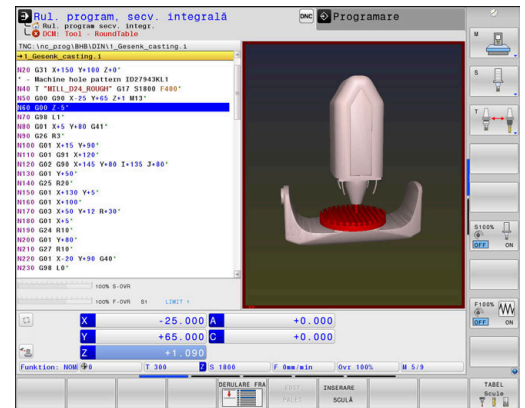 Rul. program, secv. integrală
DNC Programare
Rul. program secv. integr.
DCM: Tool - RoundTable
TNC:\nc_prog\BHB\DIN\1_Gesenk_casting.i
→1_Gesenk_casting.i
N20 G31 X+150 Y+100 Z+0*
* - Machine hole pattern ID27943KL1
N40 T "MILL_D24_ROUGH" G17 S1800 F400*
N50 G00 G90 X-25 Y+65 Z+1 M13*
N60 G00 Z-5*
N70 G98 L1*
N80 G01 X+5 Y+80 G41*
N90 G26 R3*
N100 G01 X+15 Y+90*
N110 G01 G91 X+120*
N120 G02 G90 X+145 Y+80 I+135 J+80*
N130 G01 Y+50*
N140 G25 R20*
N150 G01 X+130 Y+5*
N160 G01 X+100*
N170 G03 X+50 Y+12 R+30*
N180 G01 X+5*
N190 G24 R10*
N200 G01 Y+80*
N210 G27 R10*
N220 G01 X-20 Y+90 G40*
N230 G98 L0*
100% S-OVR
100% F-OVR S1 LIMIT 1
X -25.000 A +0.000
Y +65.000 C +0.000
Z +1.090
Funktion: NOM 0 T 300 Z S 1800 F 0mm/min Ovr 100% M 5/9
M
S
T
S100%
OFF ON
F100%
OFF ON
DERULARE FRA
EDIT
PALET
INSERARE
SCULĂ
TABEL
Scule